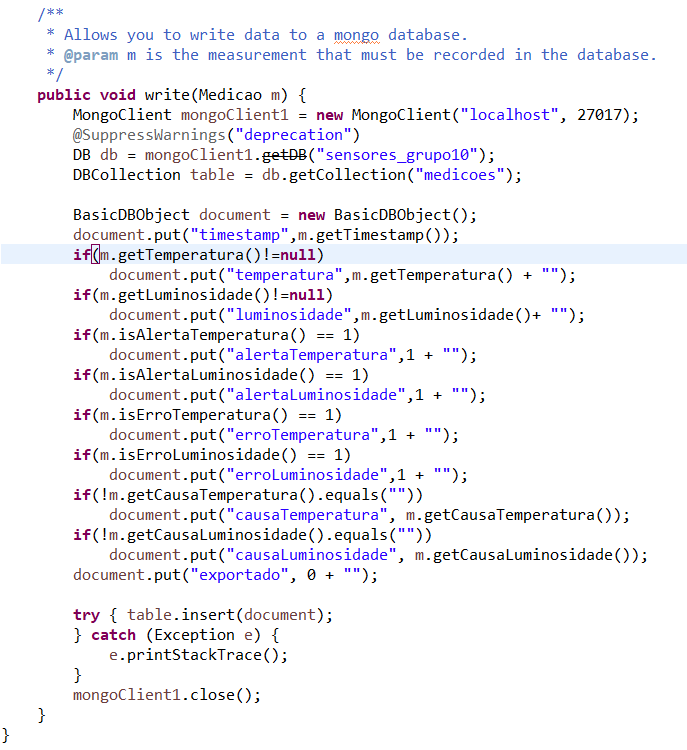 /**
 * Allows you to write data to a mongo database.
 * @param m is the measurement that must be recorded in the database.
 */
public void write(Medicao m) {
    MongoClient mongoClient1 = new MongoClient("localhost", 27017);
    @SuppressWarnings("deprecation")
    DB db = mongoClient1.getDB("sensores_grupo10");
    DBCollection table = db.getCollection("medicoes");

    BasicDBObject document = new BasicDBObject();
    document.put("timestamp",m.getTimestamp());
    if(m.getTemperatura()!=null)
        document.put("temperatura",m.getTemperatura() + "");
    if(m.getLuminosidade()!=null)
        document.put("luminosidade",m.getLuminosidade()+ "");
    if(m.isAlertaTemperatura() == 1)
        document.put("alertaTemperatura",1 + "");
    if(m.isAlertaLuminosidade() == 1)
        document.put("alertaLuminosidade",1 + "");
    if(m.isErroTemperatura() == 1)
        document.put("erroTemperatura",1 + "");
    if(m.isErroLuminosidade() == 1)
        document.put("erroLuminosidade",1 + "");
    if(!m.getCausaTemperatura().equals(""))
        document.put("causaTemperatura", m.getCausaTemperatura());
    if(!m.getCausaLuminosidade().equals(""))
        document.put("causaLuminosidade", m.getCausaLuminosidade());
    document.put("exportado", 0 + "");

    try { table.insert(document);
    } catch (Exception e) {
        e.printStackTrace();
    }
    mongoClient1.close();
}
}